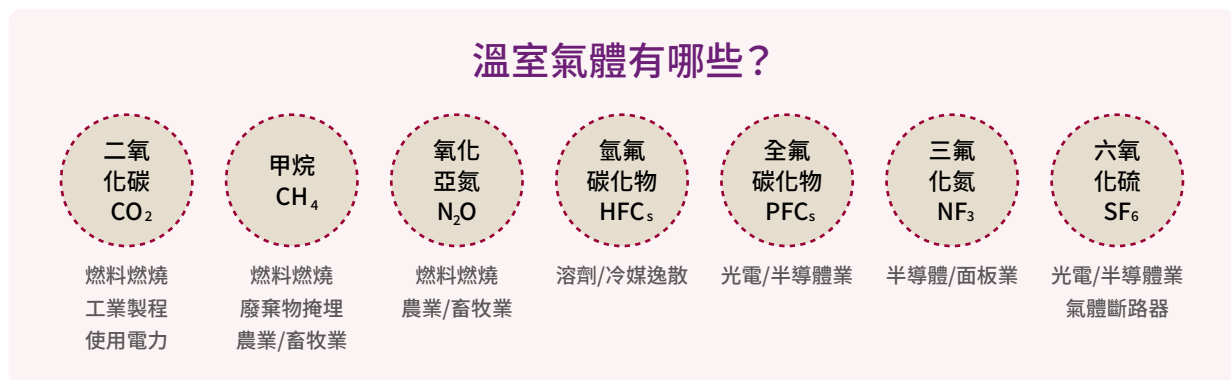 溫室氣體有哪些？
二氧
化碳
CO₂
甲烷
CH₄
氧化
亞氮
N₂O
氫氟
碳化物
HFCₛ
全氟
碳化物
PFCₛ
三氟
化氮
NF₃
六氧
化硫
SF₆
燃料燃燒
工業製程
使用電力
燃料燃燒
廢棄物掩埋
農業/畜牧業
燃料燃燒
農業/畜牧業
溶劑/冷媒逸散
光電/半導體業
半導體/面板業
光電/半導體業
氣體斷路器